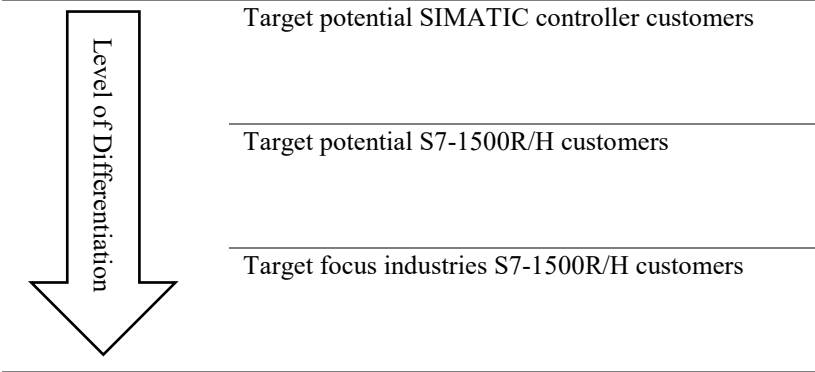 Level of Differentiation
Target potential SIMATIC controller customers
Target potential S7-1500R/H customers
Target focus industries S7-1500R/H customers